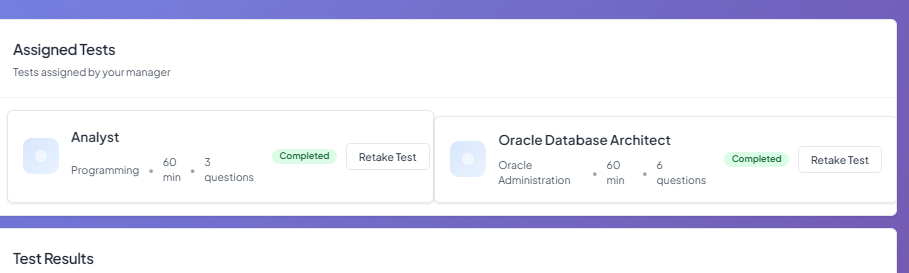 Assigned Tests
Tests assigned by your manager
Analyst
Programming • 60 min • 3 questions
Completed
Retake Test
Oracle Database Architect
Oracle Administration • 60 min • 6 questions
Completed
Retake Test
Test Results